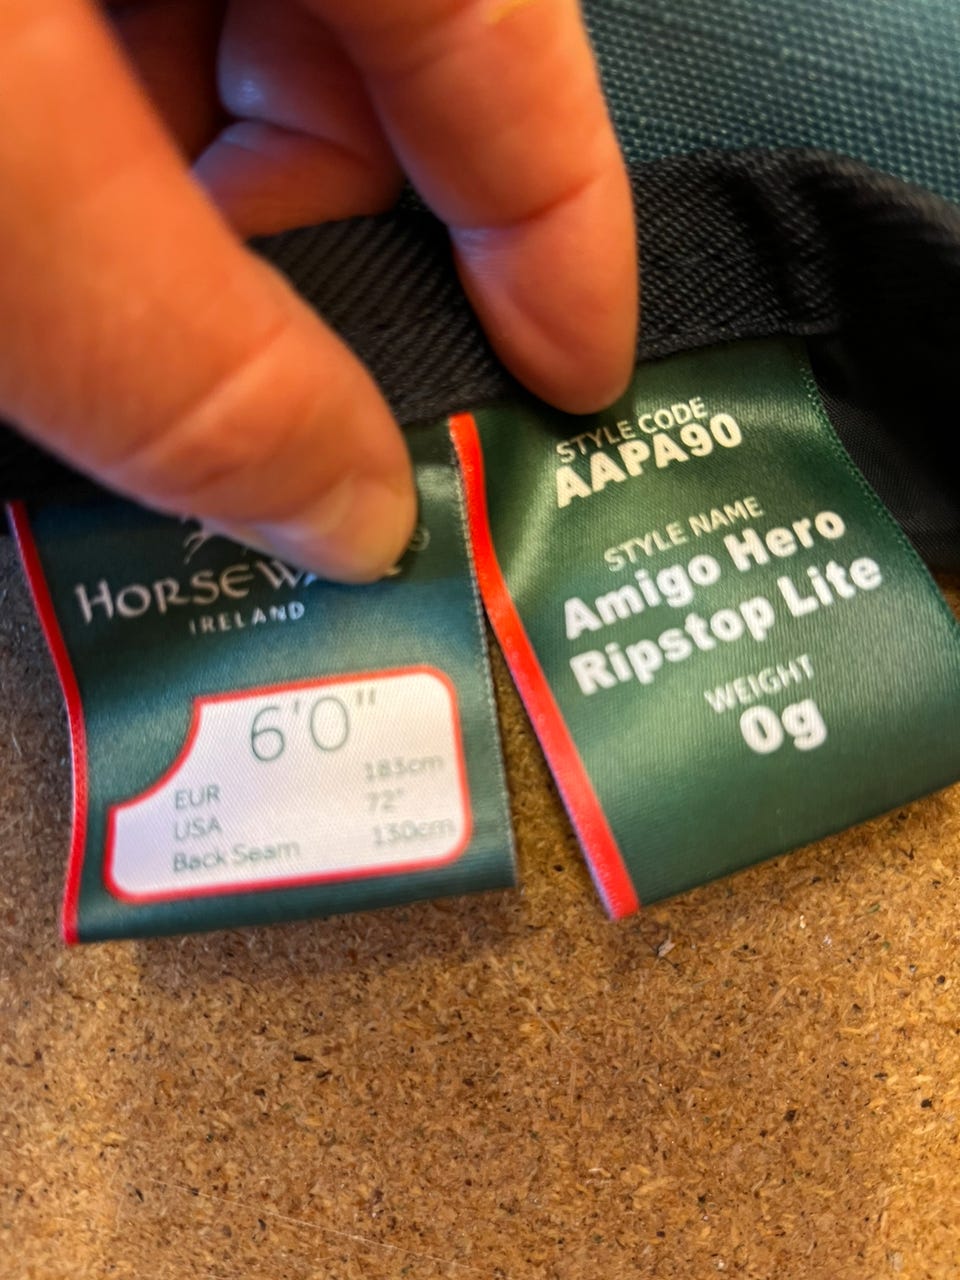 HORSEWA
IRELAND
6'0"
EUR 183cm
USA 72"
Back Seam 130cm
STYLE CODE
AAPA90
STYLE NAME
Amigo Hero
Ripstop Lite
WEIGHT
0g